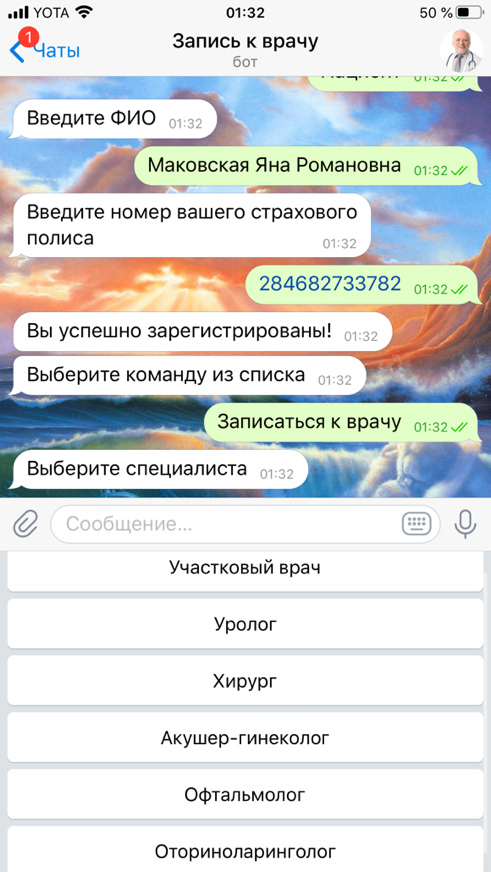 YOTA 01:32 50 %
1
Чаты
Запись к врачу
бот
01:32
Введите ФИО 01:32
Маковская Яна Романовна 01:32
Введите номер вашего страхового
полиса 01:32
284682733782 01:32
Вы успешно зарегистрированы! 01:32
Выберите команду из списка 01:32
Записаться к врачу 01:32
Выберите специалиста 01:32
Сообщение...
Участковый врач
Уролог
Хирург
Акушер-гинеколог
Офтальмолог
Оториноларинголог